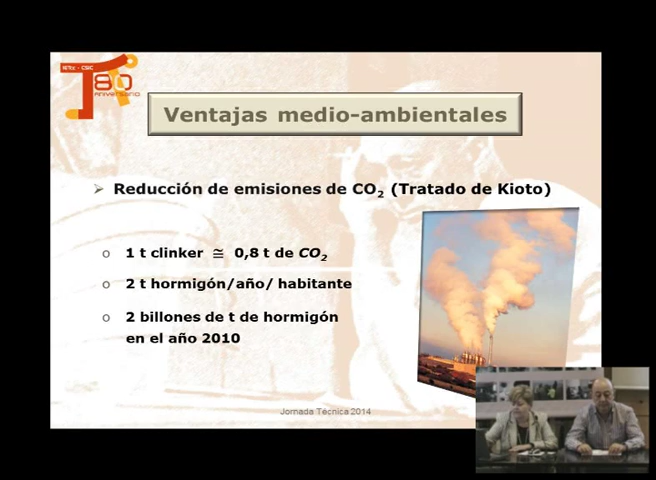 IETcc - CSIC
80
ANIVERSARIO
Ventajas medio-ambientales
➢ Reducción de emisiones de CO₂ (Tratado de Kioto)
o 1 t clinker ≅ 0,8 t de CO₂
o 2 t hormigón/año/ habitante
o 2 billones de t de hormigón
en el año 2010
Jornada Técnica 2014